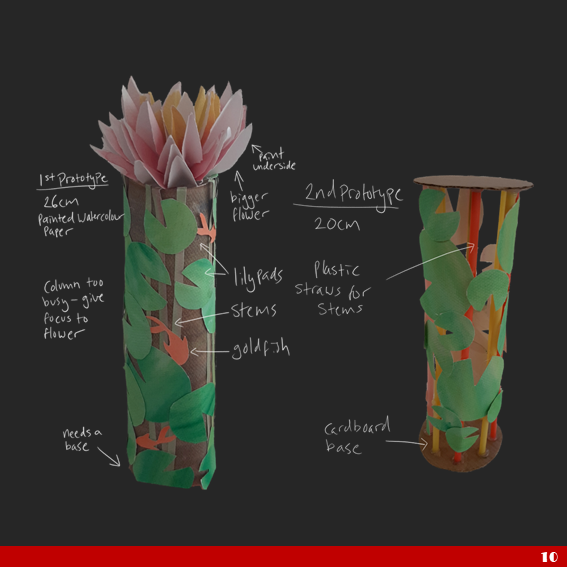 1st Prototype
26cm
Painted Watercolour
Paper
Column too
busy - give
focus to
flower
needs a
base
paint
underside
bigger
flower
lilypads
stems
goldfish
2nd Prototype
20cm
Plastic
straws for
stems
cardboard
base
10